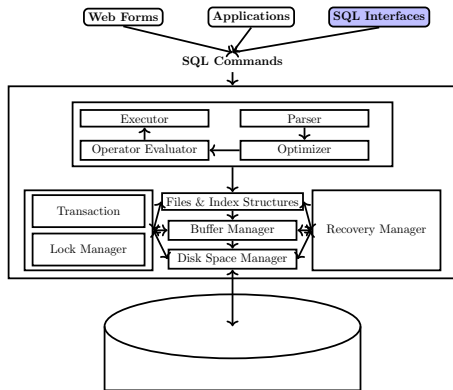 Web Forms
Applications
SQL Interfaces
SQL Commands
Executor
Parser
Operator Evaluator
Optimizer
Files & Index Structures
Transaction
Buffer Manager
Recovery Manager
Lock Manager
Disk Space Manager